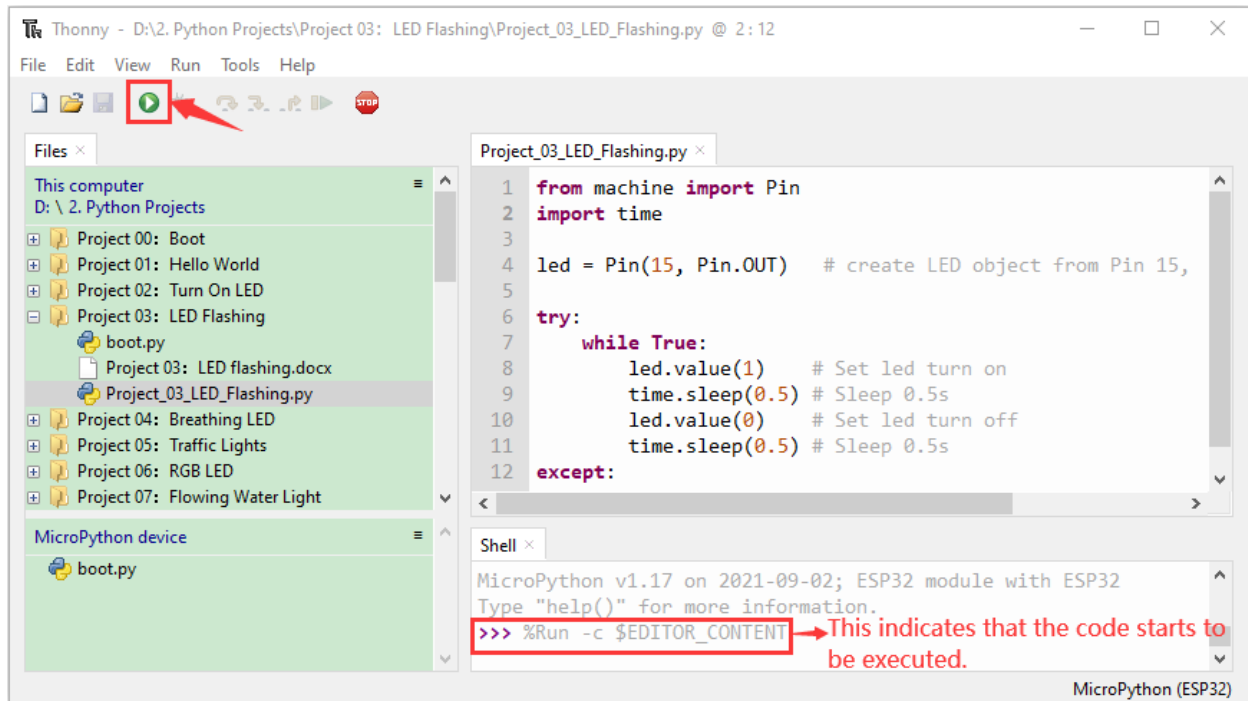 Thonny - D:\2. Python Projects\Project 03：LED Flashing\Project_03_LED_Flashing.py @ 2 : 12
File Edit View Run Tools Help
STOP
Files
This computer
D: \ 2. Python Projects
Project 00：Boot
Project 01：Hello World
Project 02：Turn On LED
Project 03：LED Flashing
boot.py
Project 03：LED flashing.docx
Project_03_LED_Flashing.py
Project 04：Breathing LED
Project 05：Traffic Lights
Project 06：RGB LED
Project 07：Flowing Water Light
MicroPython device
boot.py
Project_03_LED_Flashing.py
1 from machine import Pin
2 import time
3
4 led = Pin(15, Pin.OUT)   # create LED object from Pin 15,
5
6 try:
7     while True:
8         led.value(1)    # Set led turn on
9         time.sleep(0.5) # Sleep 0.5s
10         led.value(0)    # Set led turn off
11         time.sleep(0.5) # Sleep 0.5s
12 except:
Shell
MicroPython v1.17 on 2021-09-02; ESP32 module with ESP32
Type "help()" for more information.
>>> %Run -c $EDITOR_CONTENT
This indicates that the code starts to
be executed.
MicroPython (ESP32)